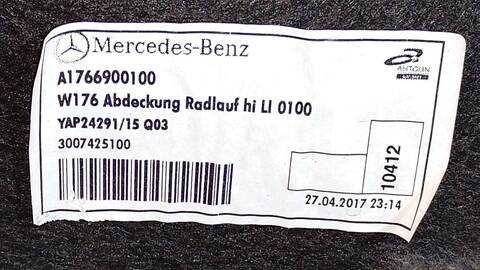 Mercedes-Benz
AUTOLIN
A1766900100
W176 Abdeckung Radlauf hi LI 0100
YAP24291/15 Q03
3007425100
10412
27.04.2017 23:14